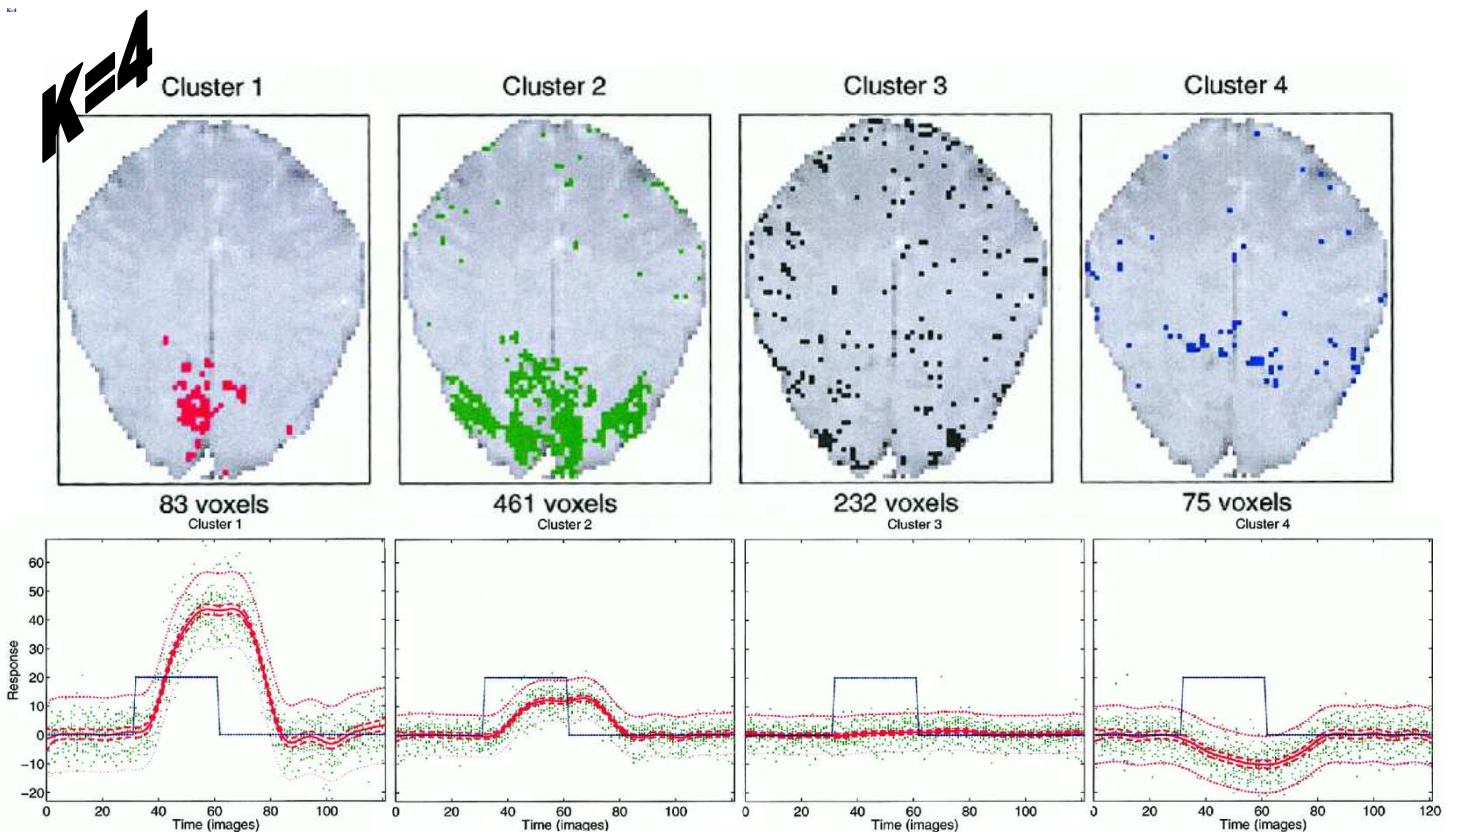 K=4
K=4
Cluster 1 Cluster 2 Cluster 3 Cluster 4
83 voxels 461 voxels 232 voxels 75 voxels
Cluster 1 Cluster 2 Cluster 3 Cluster 4
60
50
40
30
20
10
0
−10
−20
Response
0 20 40 60 80 100 0 20 40 60 80 100 0 20 40 60 80 100 0 20 40 60 80 100 120
Time (images) Time (images) Time (images) Time (images)